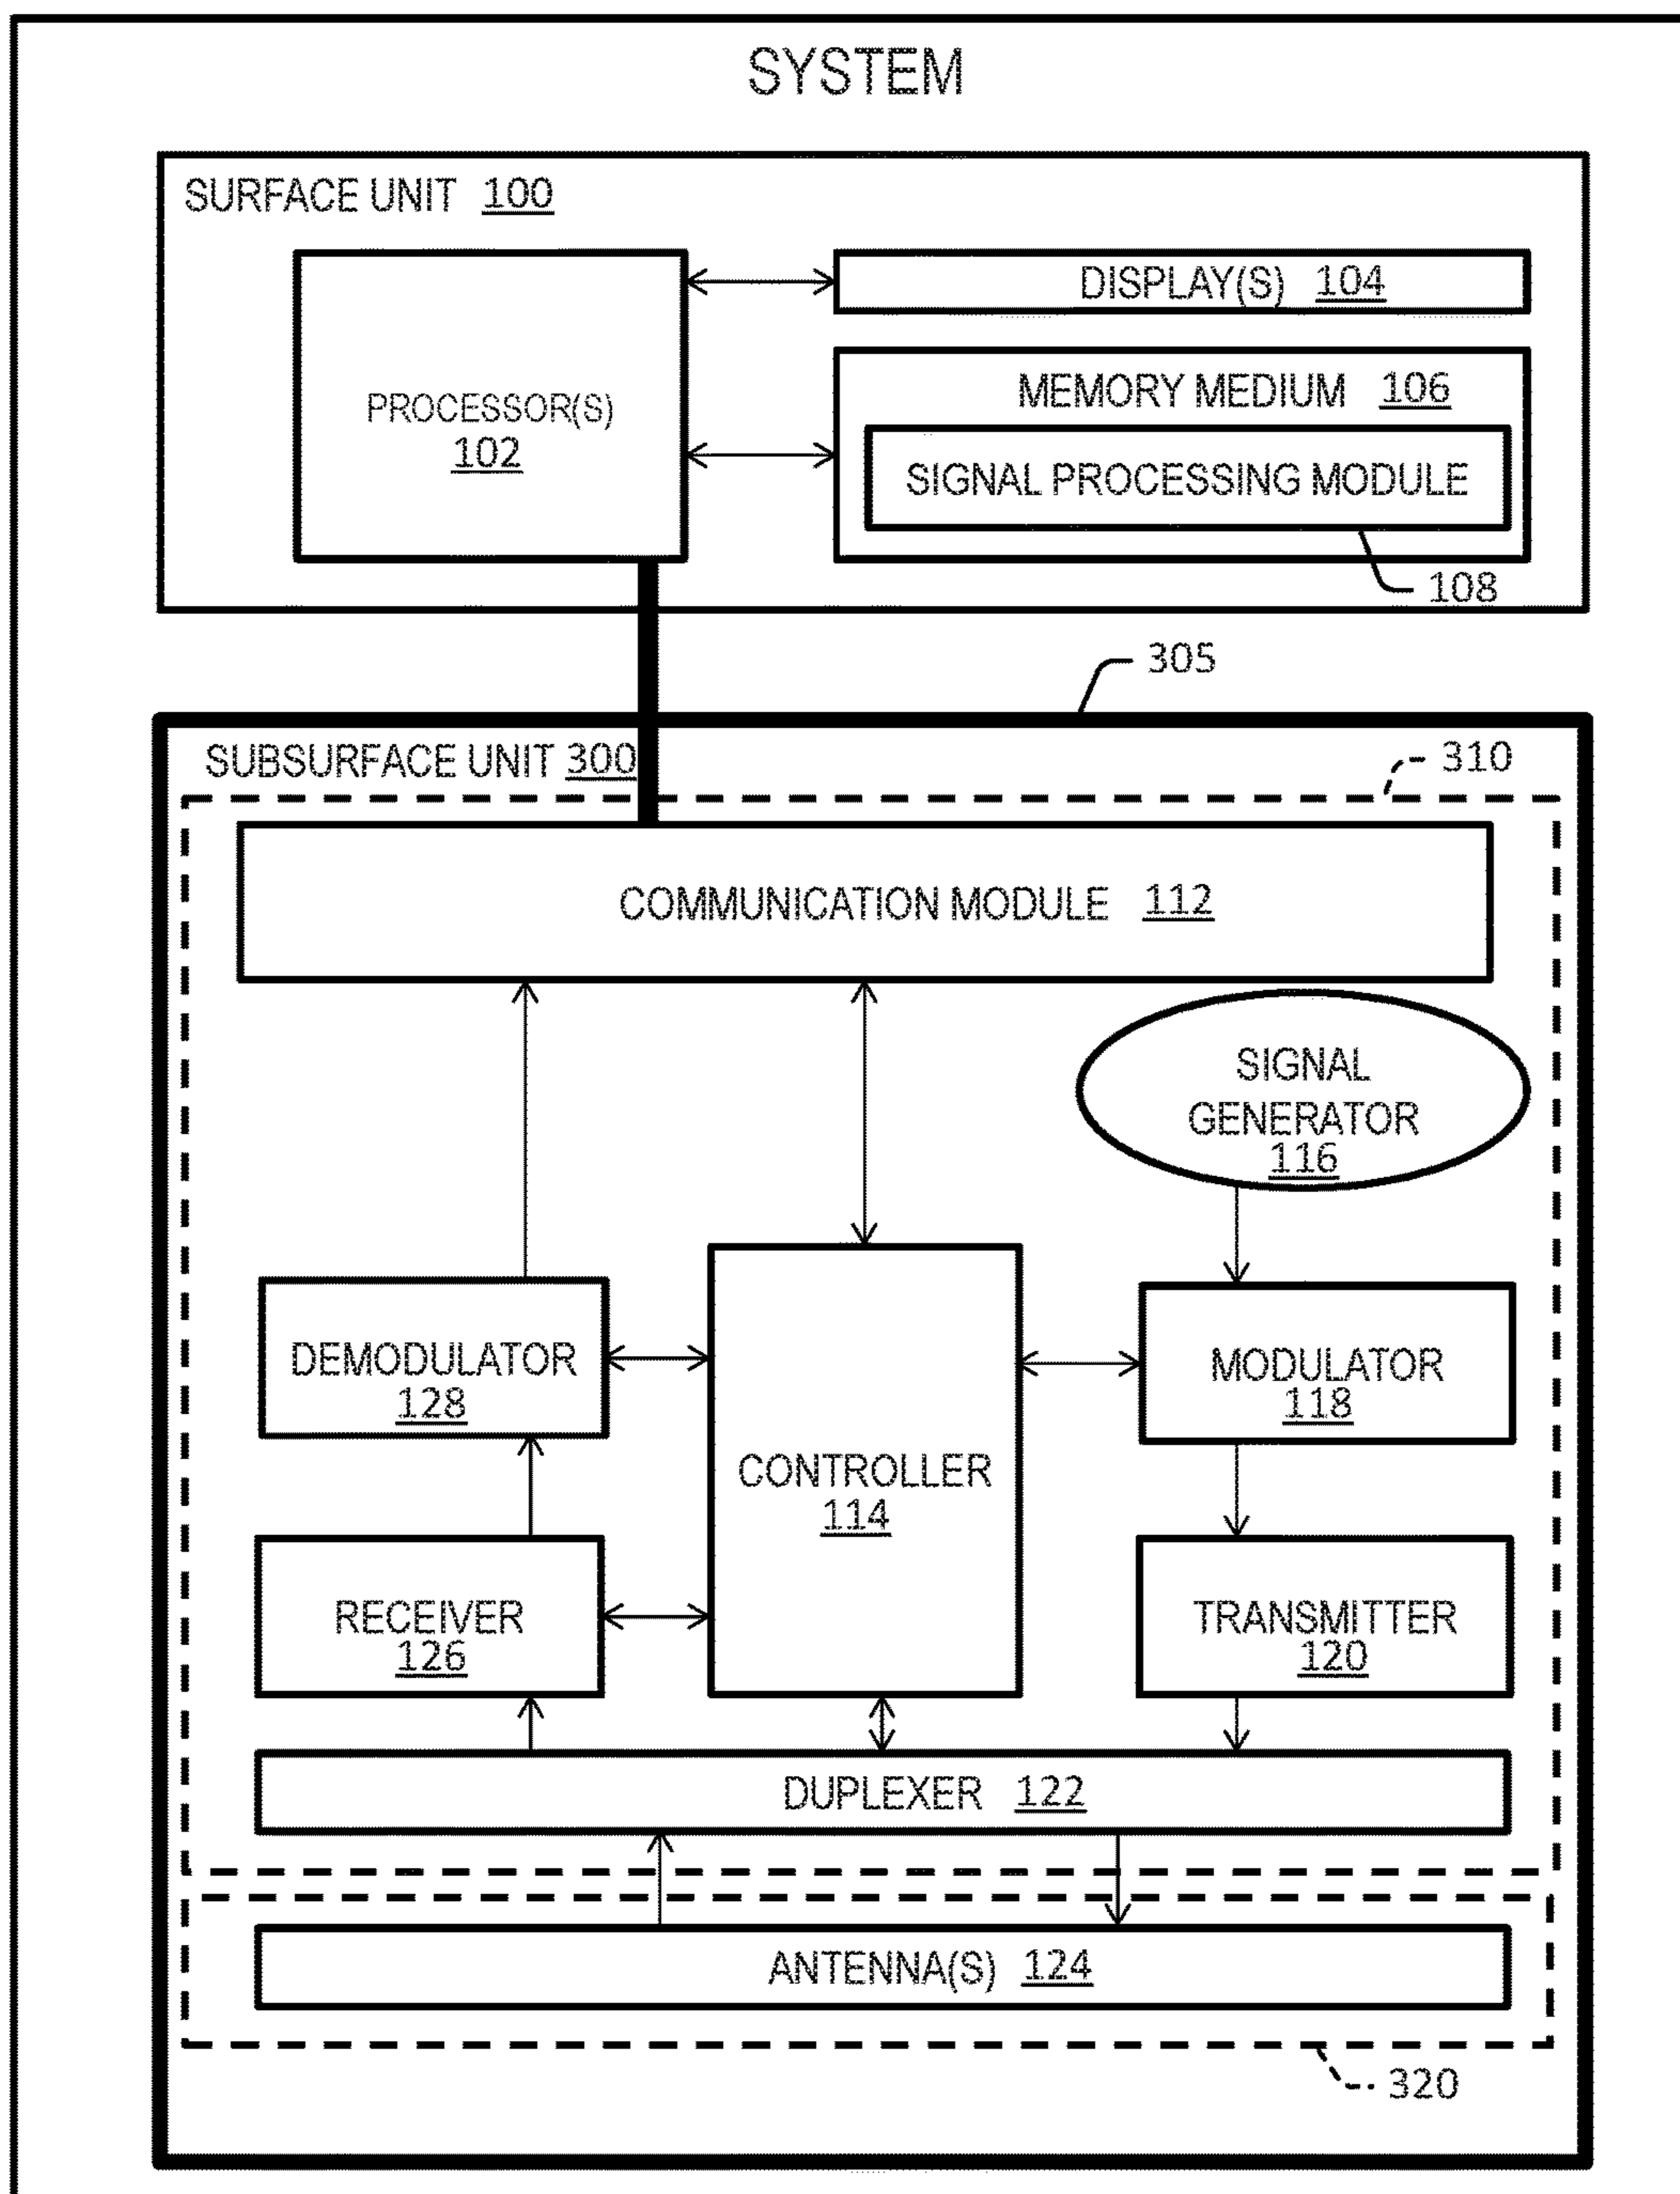 SYSTEM
SURFACE UNIT 100
DISPLAY(S) 104
PROCESSOR(S)
102
MEMORY MEDIUM 106
SIGNAL PROCESSING MODULE
108
305
SUBSURFACE UNIT 300
310
COMMUNICATION MODULE 112
SIGNAL
GENERATOR
116
DEMODULATOR
128
CONTROLLER
114
MODULATOR
118
RECEIVER
126
TRANSMITTER
120
DUPLEXER 122
ANTENNA(S) 124
320